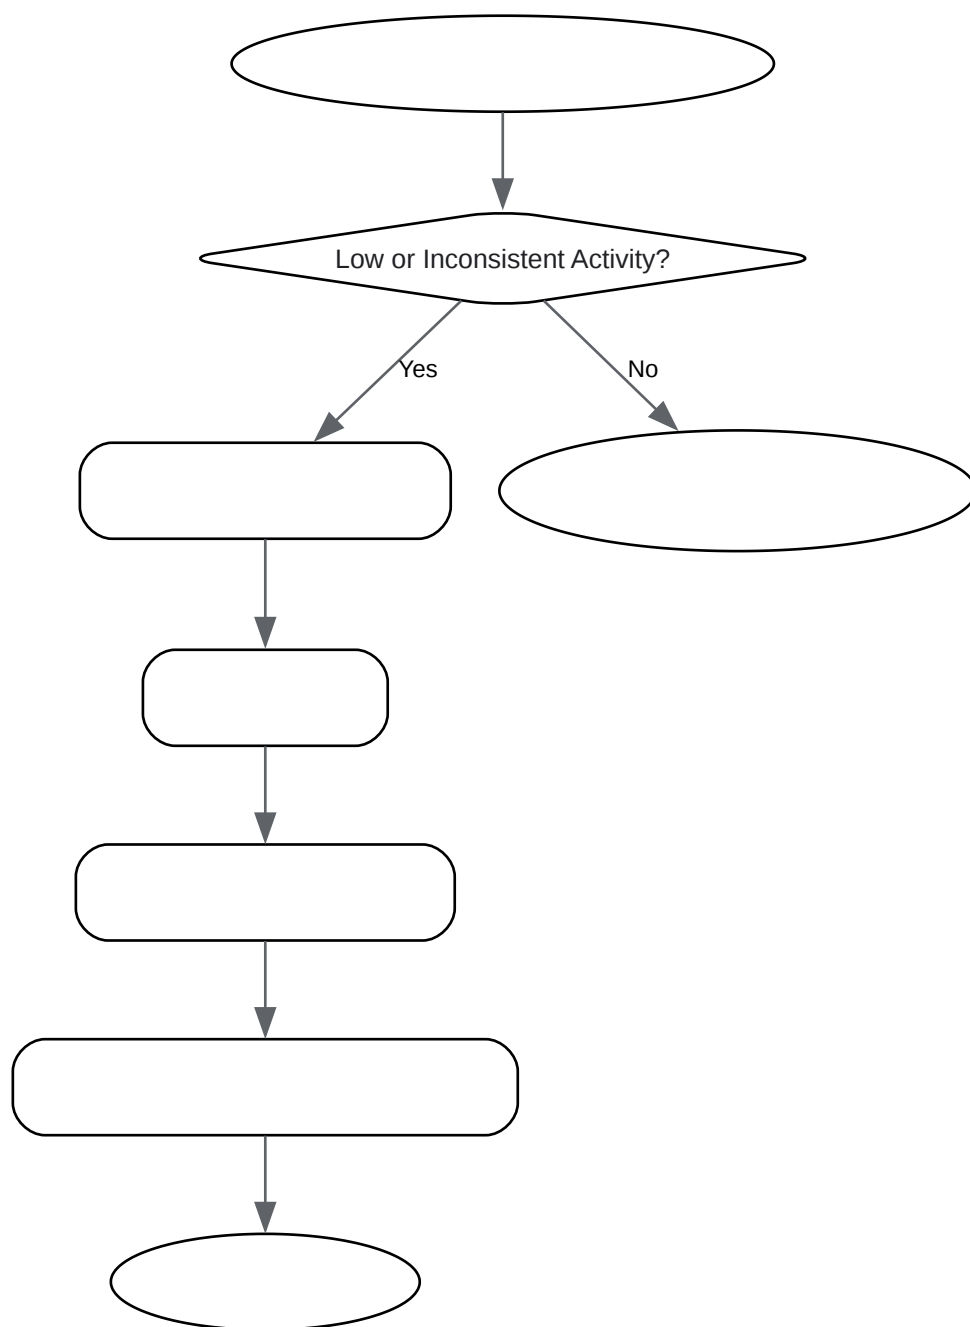 Low or Inconsistent Activity?
Yes
No